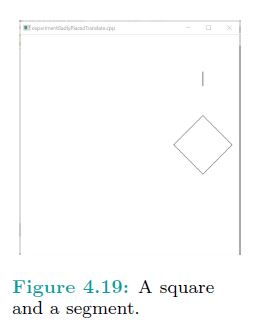 experimentBadlyPlacedTranslate.cpp
Figure 4.19: A square
and a segment.